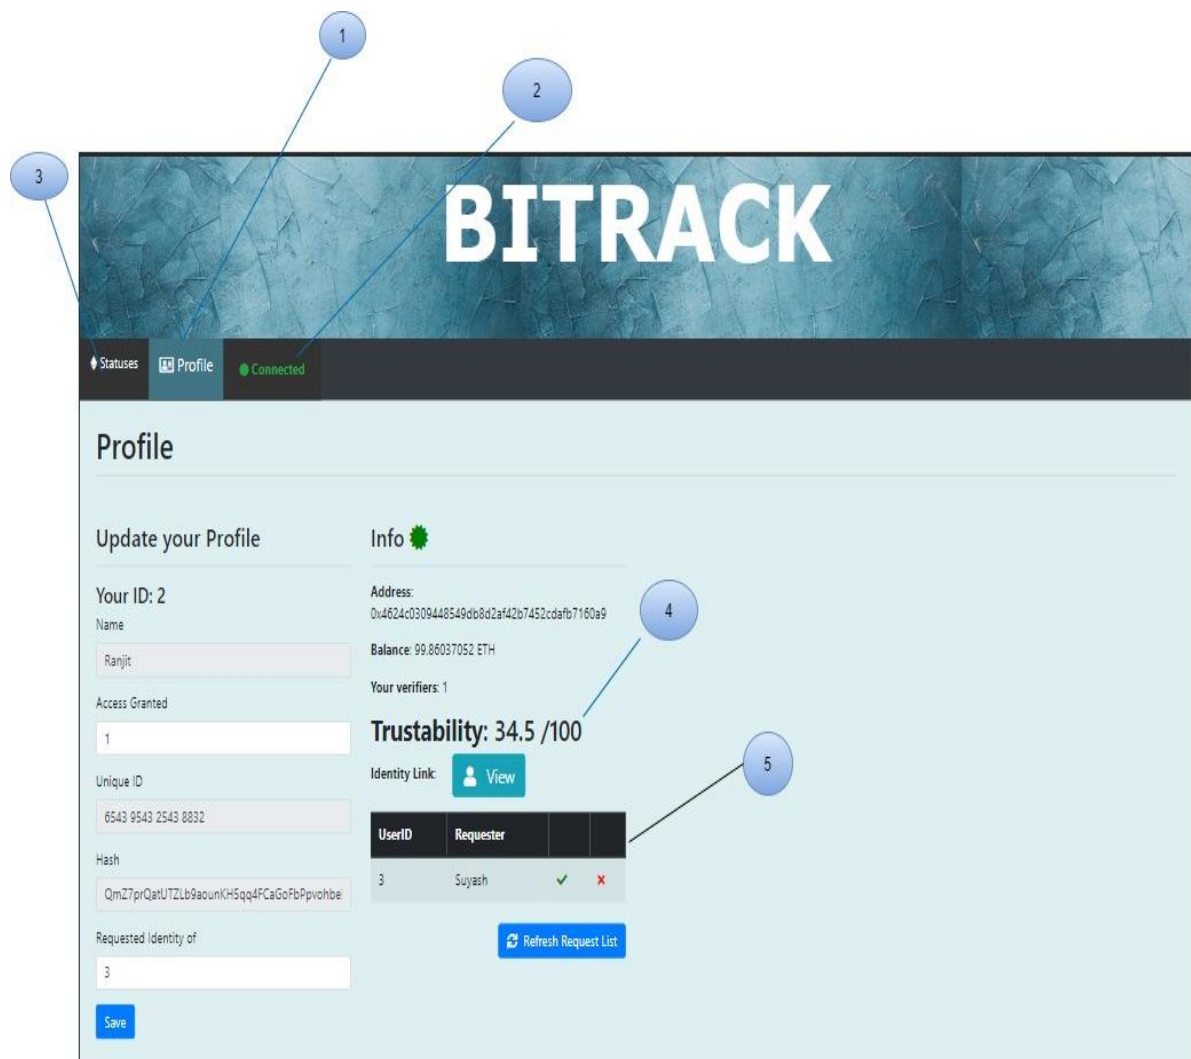 1
2
3
BITRACK
Statuses Profile Connected
Profile
Update your Profile
Info
Your ID: 2
Name
Ranjit
Access Granted
1
Unique ID
6543 9543 2543 8832
Hash
QmZ7prQatUTZLb9aounKH5qq4FCaGoFbPpvohbe
Requested Identity of
3
Save
Address:
0x4624c0309448549db8d2af42b7452cdafb7160a9
Balance: 99.86037052 ETH
Your verifiers: 1
Trustability: 34.5 /100
Identity Link: View
UserID Requester
3 Suyash
Refresh Request List
4
5